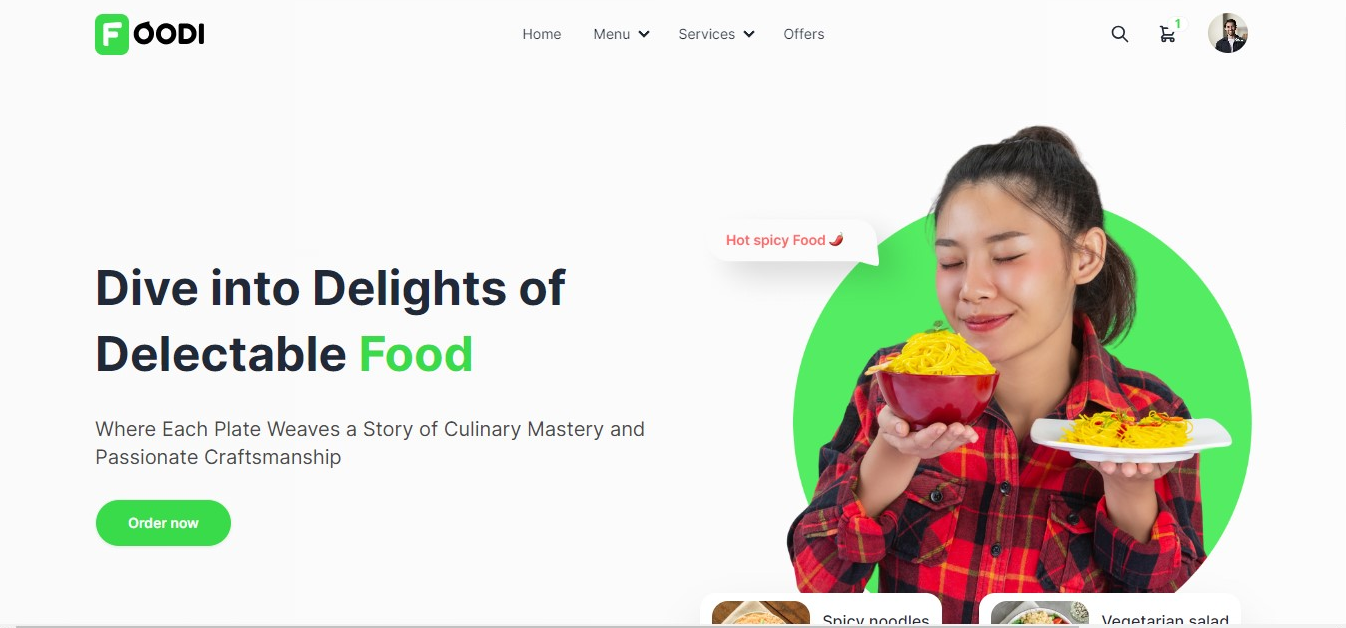 FOODI
Home Menu Services Offers
1
Hot spicy Food 🌶️
Dive into Delights of
Delectable Food
Where Each Plate Weaves a Story of Culinary Mastery and
Passionate Craftsmanship
Order now
Spicy noodles
Vegetarian salad